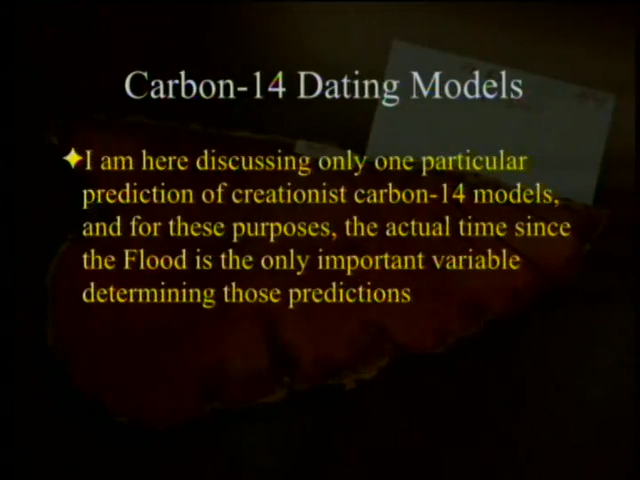 Carbon-14 Dating Models
I am here discussing only one particular
prediction of creationist carbon-14 models,
and for these purposes, the actual time since
the Flood is the only important variable
determining those predictions